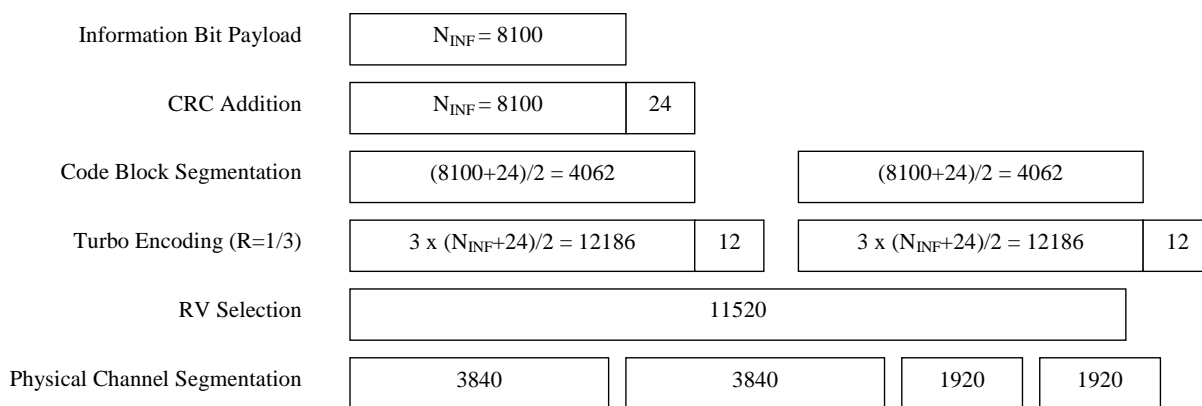 Information Bit Payload N_INF = 8100
CRC Addition N_INF = 8100 24
Code Block Segmentation (8100+24)/2 = 4062 (8100+24)/2 = 4062
Turbo Encoding (R=1/3) 3 x (N_INF+24)/2 = 12186 12 3 x (N_INF+24)/2 = 12186 12
RV Selection 11520
Physical Channel Segmentation 3840 3840 1920 1920